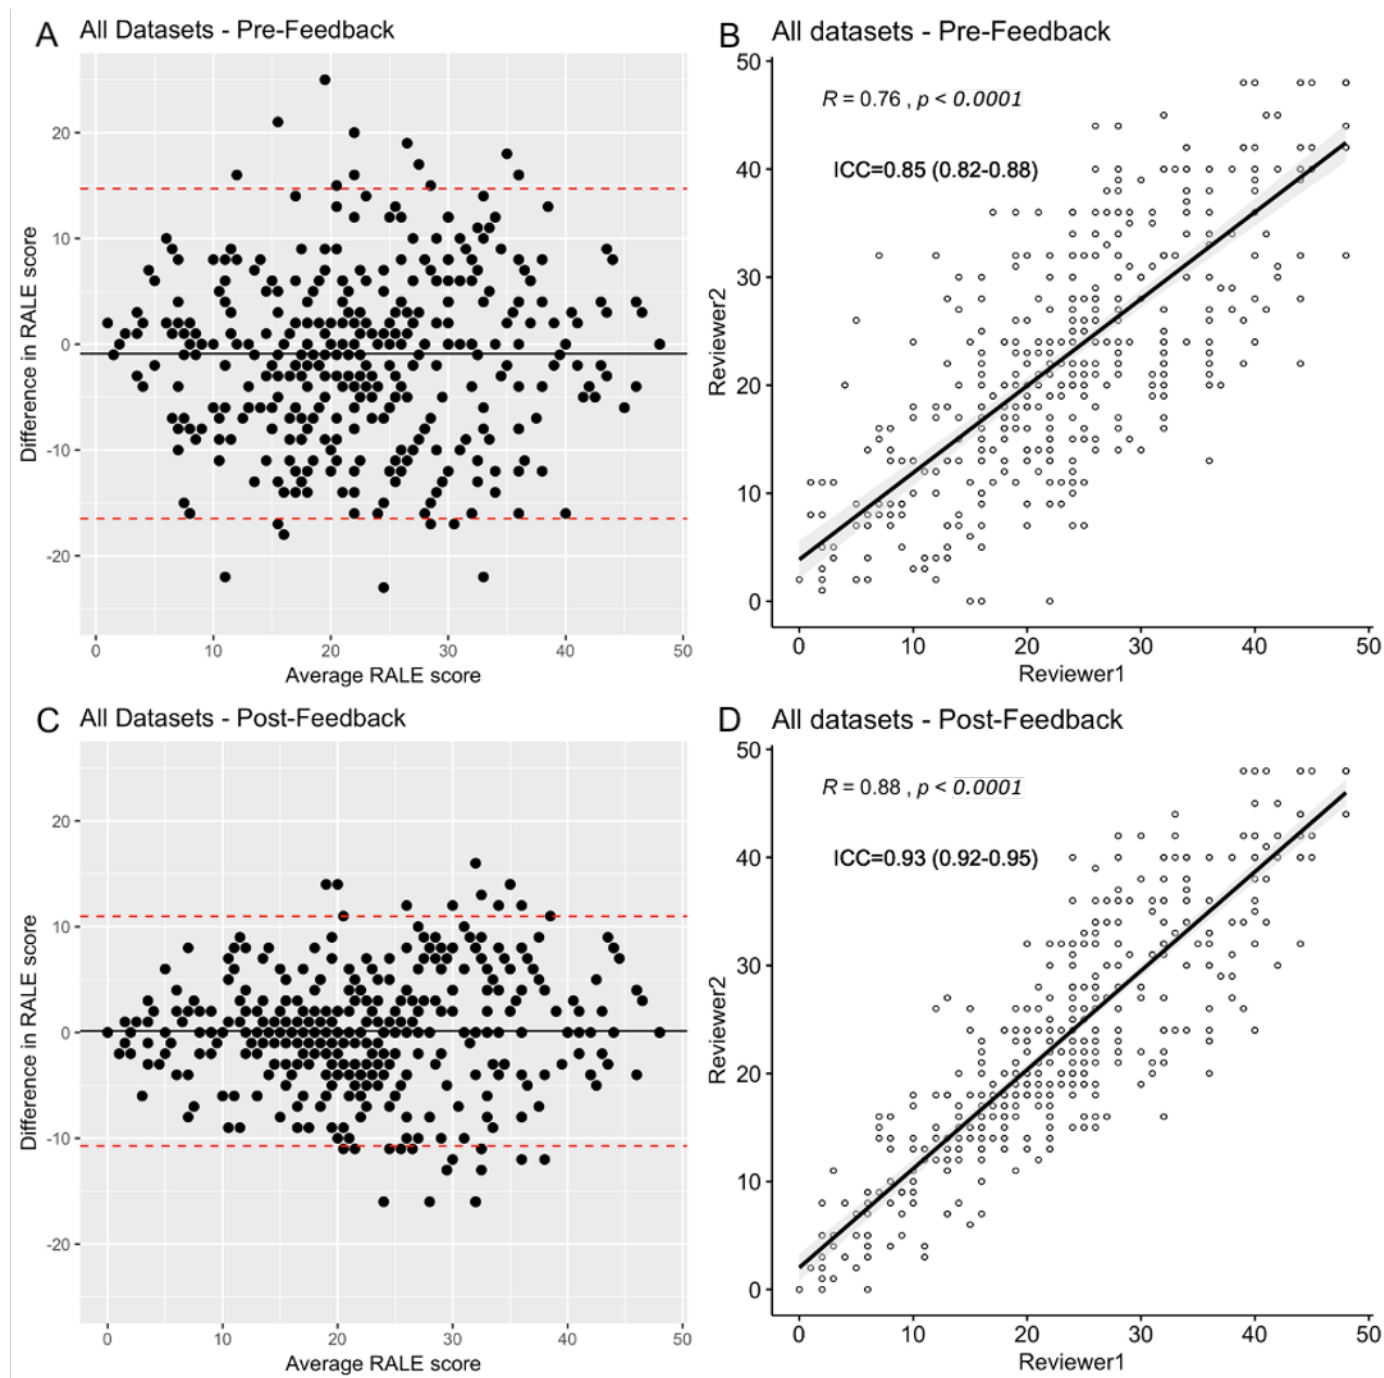 A All Datasets - Pre-Feedback
Difference in RALE score
20
10
0
-10
-20
0 10 20 30 40 50
Average RALE score
B All datasets - Pre-Feedback
R = 0.76 , p < 0.0001
ICC=0.85 (0.82-0.88)
Reviewer2
50
40
30
20
10
0
0 10 20 30 40 50
Reviewer1
C All Datasets - Post-Feedback
Difference in RALE score
20
10
0
-10
-20
0 10 20 30 40 50
Average RALE score
D All datasets - Post-Feedback
R = 0.88 , p < 0.0001
ICC=0.93 (0.92-0.95)
Reviewer2
50
40
30
20
10
0
0 10 20 30 40 50
Reviewer1